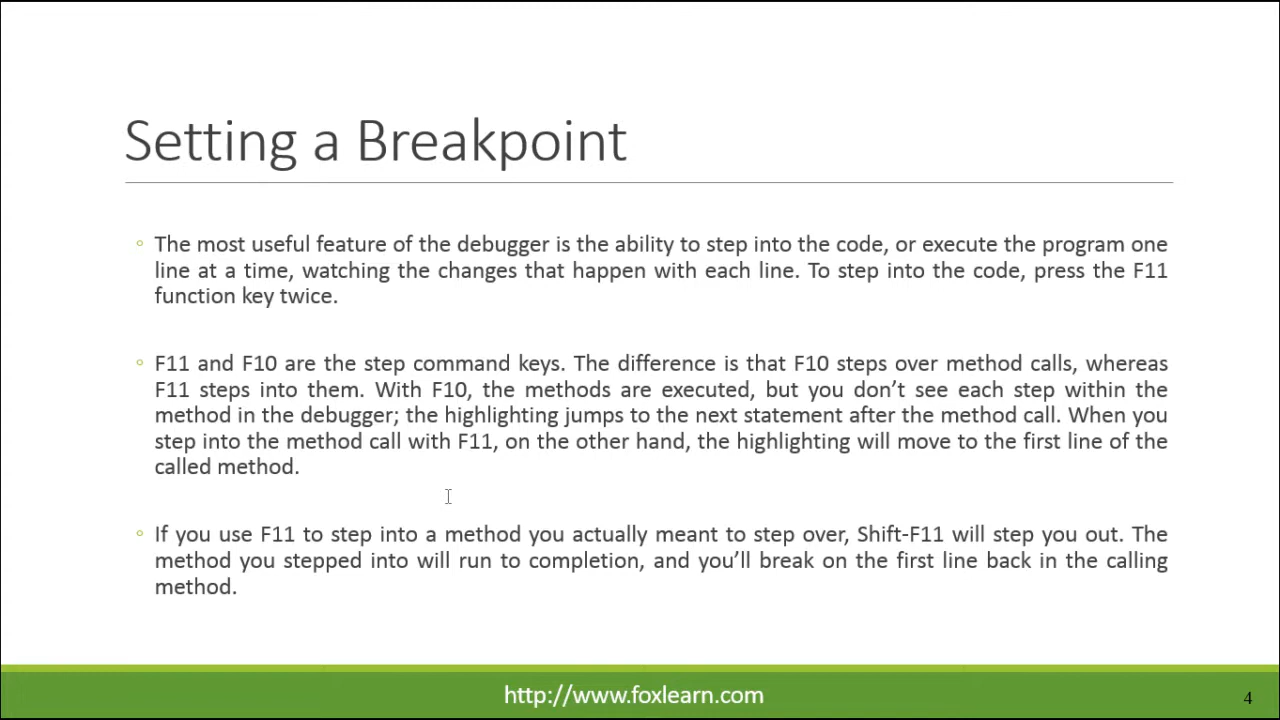 Setting a Breakpoint
The most useful feature of the debugger is the ability to step into the code, or execute the program one
line at a time, watching the changes that happen with each line. To step into the code, press the F11
function key twice.
F11 and F10 are the step command keys. The difference is that F10 steps over method calls, whereas
F11 steps into them. With F10, the methods are executed, but you don’t see each step within the
method in the debugger; the highlighting jumps to the next statement after the method call. When you
step into the method call with F11, on the other hand, the highlighting will move to the first line of the
called method.
If you use F11 to step into a method you actually meant to step over, Shift-F11 will step you out. The
method you stepped into will run to completion, and you’ll break on the first line back in the calling
method.
http://www.foxlearn.com
4